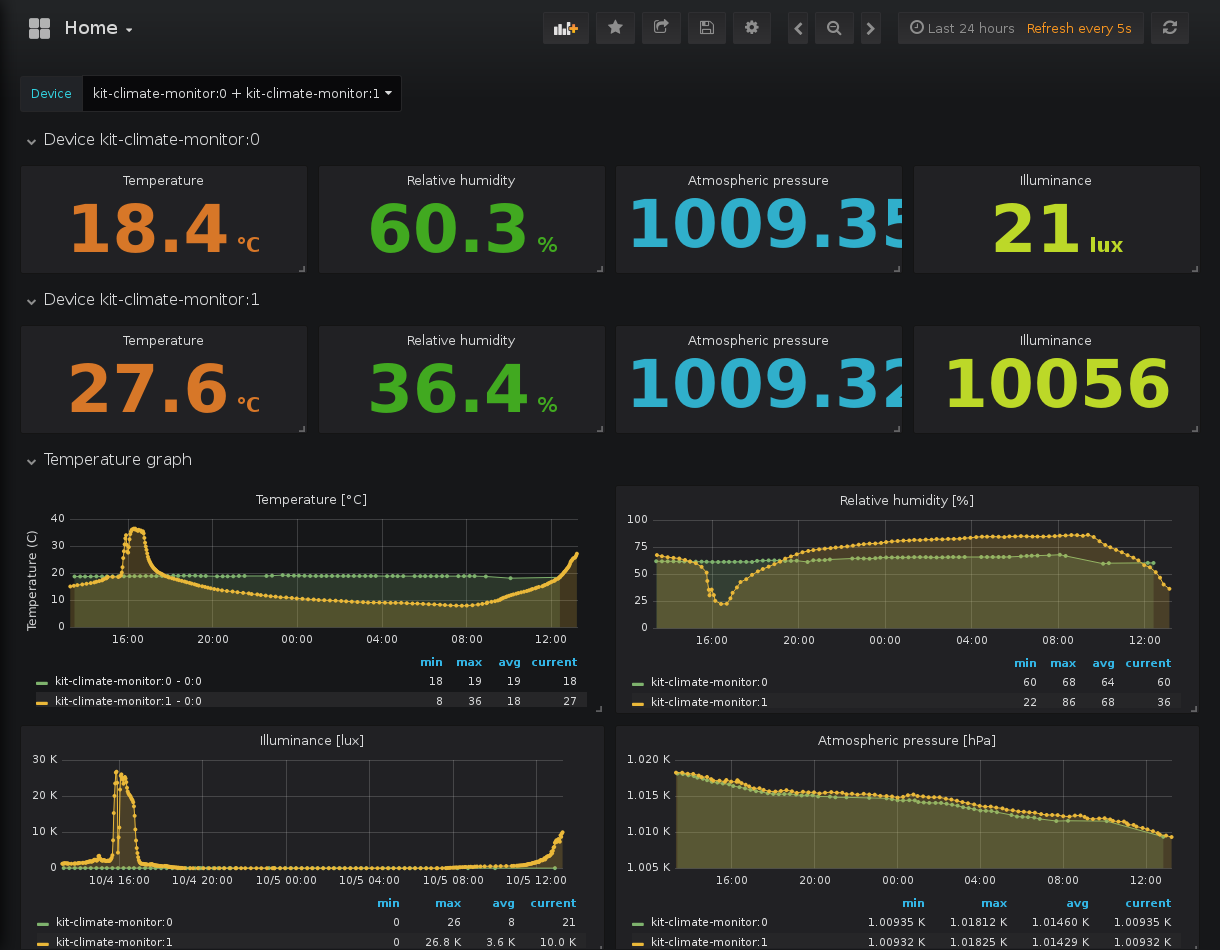 Home
Last 24 hours Refresh every 5s
Device kit-climate-monitor:0 + kit-climate-monitor:1
Device kit-climate-monitor:0
Temperature Relative humidity Atmospheric pressure Illuminance
18.4 °C 60.3 % 1009.35 21 lux
Device kit-climate-monitor:1
Temperature Relative humidity Atmospheric pressure Illuminance
27.6 °C 36.4 % 1009.32 10056
Temperature graph
Temperature [°C]
Temperature (C)
40
30
20
10
0
16:00 20:00 00:00 04:00 08:00 12:00
min max avg current
kit-climate-monitor:0 - 0:0 18 19 19 18
kit-climate-monitor:1 - 0:0 8 36 18 27
Relative humidity [%]
100
75
50
25
0
16:00 20:00 00:00 04:00 08:00 12:00
min max avg current
kit-climate-monitor:0 60 68 64 60
kit-climate-monitor:1 22 86 68 36
Illuminance [lux]
30 K
20 K
10 K
0
10/4 16:00 10/4 20:00 10/5 00:00 10/5 04:00 10/5 08:00 10/5 12:00
min max avg current
kit-climate-monitor:0 0 26 8 21
kit-climate-monitor:1 0 26.8 K 3.6 K 10.0 K
Atmospheric pressure [hPa]
1.020 K
1.015 K
1.010 K
1.005 K
16:00 20:00 00:00 04:00 08:00 12:00
min max avg current
kit-climate-monitor:0 1.00935 K 1.01812 K 1.01460 K 1.00935 K
kit-climate-monitor:1 1.00932 K 1.01825 K 1.01429 K 1.00932 K